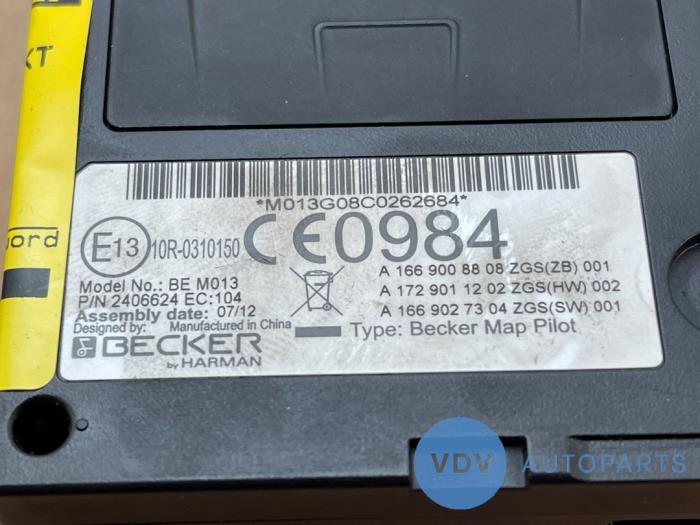 KT
ord
*M013G08C0262684*
E13 10R-0310150 CE0984
Model No.: BE M013
P/N 2406624 EC:104
Assembly date: 07/12
Designed by: Manufactured in China
BECKER
by HARMAN
A 166 900 88 08 ZGS(ZB) 001
A 172 901 12 02 ZGS(HW) 002
A 166 902 73 04 ZGS(SW) 001
Type: Becker Map Pilot
VDV AUTOPARTS